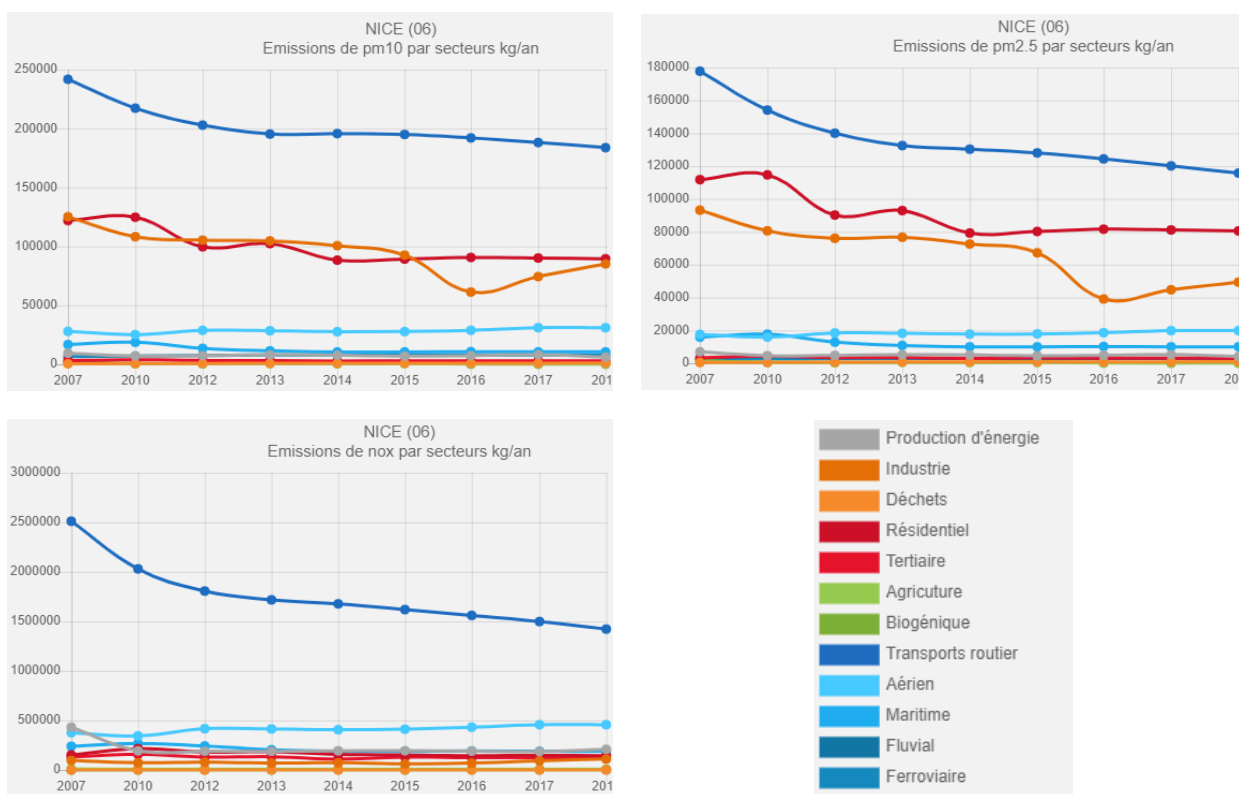 NICE (06)
Emissions de pm10 par secteurs kg/an
250000
200000
150000
100000
50000
0
2007 2010 2012 2013 2014 2015 2016 2017 201
NICE (06)
Emissions de pm2.5 par secteurs kg/an
180000
160000
140000
120000
100000
80000
60000
40000
20000
0
2007 2010 2012 2013 2014 2015 2016 2017 20
NICE (06)
Emissions de nox par secteurs kg/an
3000000
2500000
2000000
1500000
1000000
500000
0
2007 2010 2012 2013 2014 2015 2016 2017 201
Production d'énergie
Industrie
Déchets
Résidentiel
Tertiaire
Agricuture
Biogénique
Transports routier
Aérien
Maritime
Fluvial
Ferroviaire